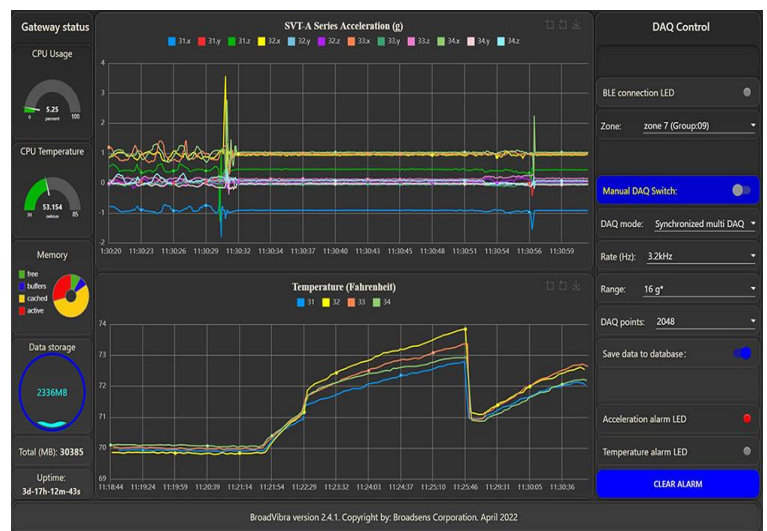 Gateway status
CPU Usage
5.25
percent
0
100
CPU Temperature
53.154
celsius
30
85
Memory
free
buffers
cached
active
Data storage
2336MB
Total (MB): 30385
Uptime:
3d-17h-12m-43s
SVT-A Series Acceleration (g)
31.x 31.y 31.z 32.x 32.y 32.z 33.x 33.y 33.z 34.x 34.y 34.z
4
3
2
1
0
-1
-2
11:30:20 11:30:23 11:30:26 11:30:29 11:30:32 11:30:34 11:30:37 11:30:40 11:30:43 11:30:45 11:30:48 11:30:51 11:30:54 11:30:56 11:30:59
Temperature (Fahrenheit)
31 32 33 34
74
73
72
71
70
69
11:18:44 11:19:24 11:19:59 11:20:39 11:21:14 11:21:54 11:22:29 11:23:32 11:24:03 11:24:37 11:25:10 11:25:46 11:29:31 11:30:05 11:30:36
DAQ Control
BLE connection LED
Zone: zone 7 (Group:09)
Manual DAQ Switch:
DAQ mode: Synchronized multi DAQ
Rate (Hz): 3.2kHz
Range: 16 g*
DAQ points: 2048
Save data to database:
Acceleration alarm LED
Temperature alarm LED
CLEAR ALARM
BroadVibra version 2.4.1. Copyright by: Broadsens Corporation. April 2022